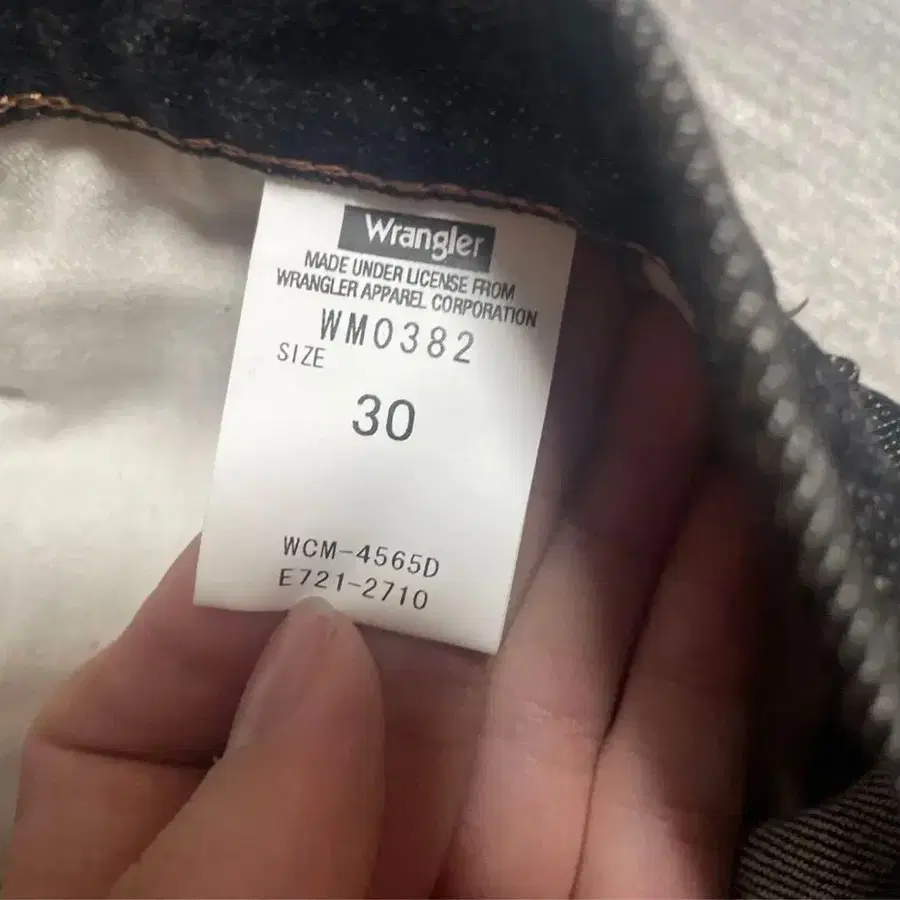 Wrangler
MADE UNDER LICENSE FROM
WRANGLER APPAREL CORPORATION
WM0382
SIZE
30
WCM-4565D
E721-2710